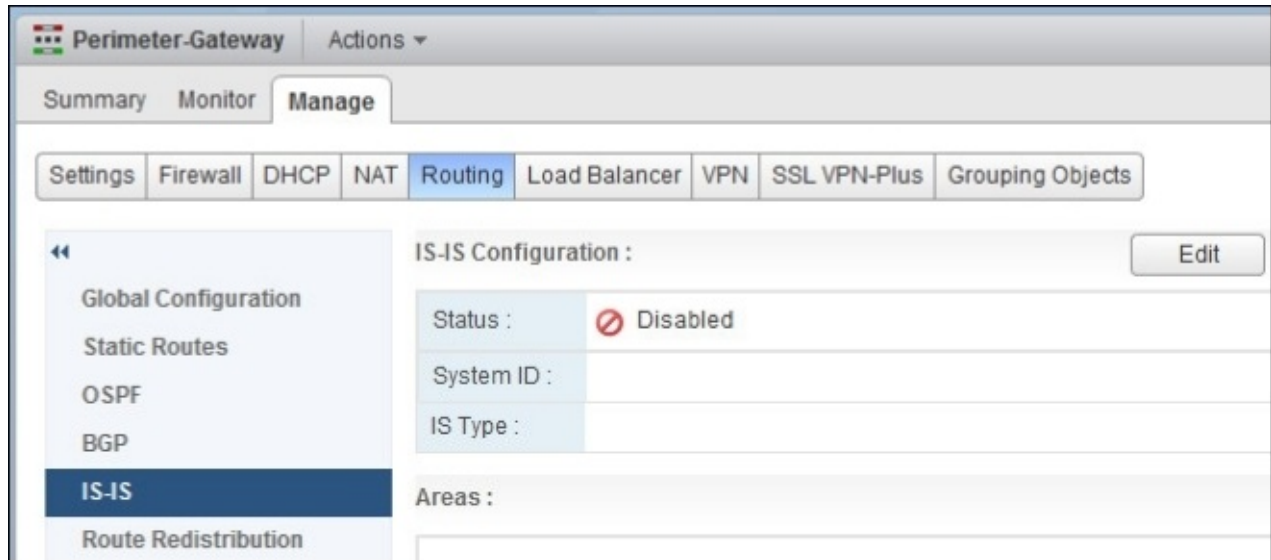 Perimeter-Gateway Actions
Summary Monitor Manage
Settings Firewall DHCP NAT Routing Load Balancer VPN SSL VPN-Plus Grouping Objects
IS-IS Configuration : Edit
Global Configuration
Static Routes
OSPF
BGP
IS-IS
Route Redistribution
Status : Disabled
System ID :
IS Type :
Areas :